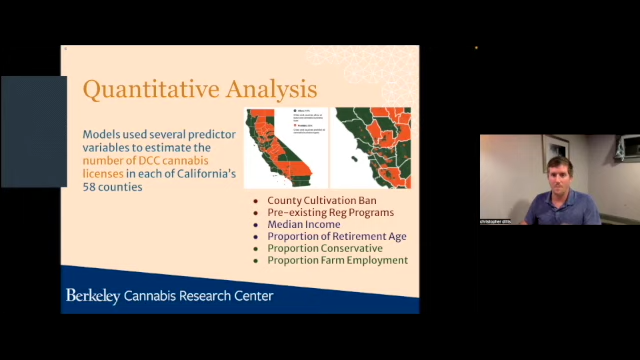 Quantitative Analysis
Models used several predictor
variables to estimate the
number of DCC cannabis
licenses in each of California's
58 counties
● County Cultivation Ban
● Pre-existing Reg Programs
● Median Income
● Proportion of Retirement Age
● Proportion Conservative
● Proportion Farm Employment
Berkeley Cannabis Research Center